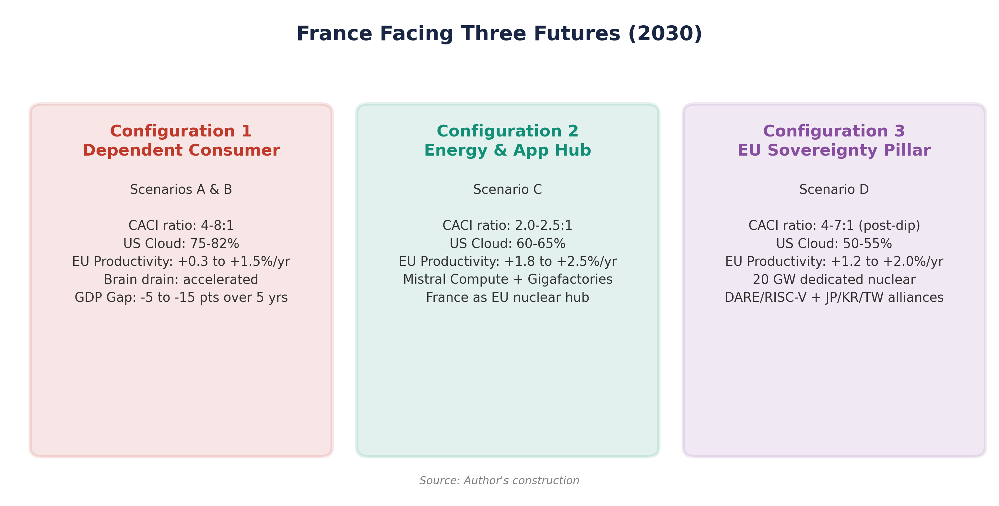 France Facing Three Futures (2030)
Configuration 1
Dependent Consumer
Scenarios A & B
CACI ratio: 4-8:1
US Cloud: 75-82%
EU Productivity: +0.3 to +1.5%/yr
Brain drain: accelerated
GDP Gap: -5 to -15 pts over 5 yrs
Configuration 2
Energy & App Hub
Scenario C
CACI ratio: 2.0-2.5:1
US Cloud: 60-65%
EU Productivity: +1.8 to +2.5%/yr
Mistral Compute + Gigafactories
France as EU nuclear hub
Configuration 3
EU Sovereignty Pillar
Scenario D
CACI ratio: 4-7:1 (post-dip)
US Cloud: 50-55%
EU Productivity: +1.2 to +2.0%/yr
20 GW dedicated nuclear
DARE/RISC-V + JP/KR/TW alliances
Source: Author's construction